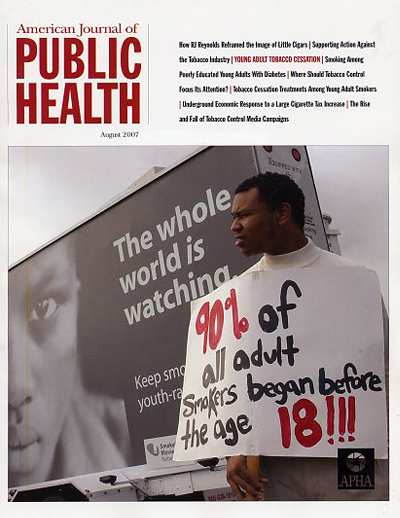 American Journal of
PUBLIC
HEALTH
August 2007
How RJ Reynolds Reframed the Image of Little Cigars | Supporting Action Against
the Tobacco Industry | YOUNG ADULT TOBACCO CESSATION | Smoking Among
Poorly Educated Young Adults With Diabetes | Where Should Tobacco Control
Focus Its Attention? | Tobacco Cessation Treatments Among Young Adult Smokers
| Underground Economic Response to a Large Cigarette Tax Increase | The Rise
and Fall of Tobacco Control Media Campaigns
The whole
world is
watching.
Keep smo
youth-ra
90% of
all adult
smokers began before
the age 18!!!
APHA